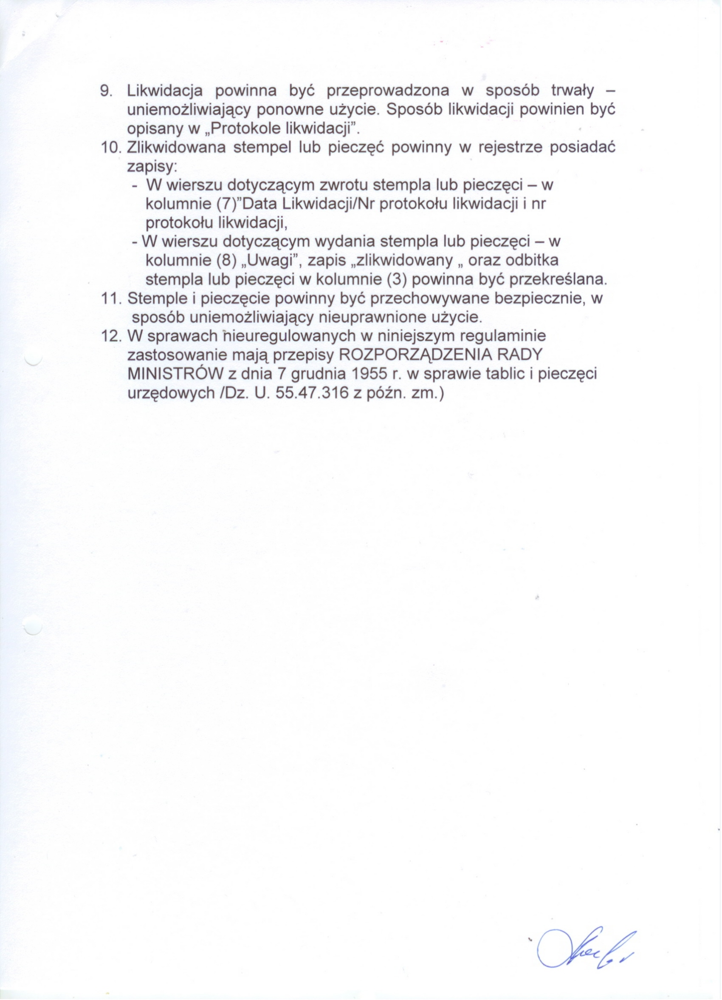 9. Likwidacja powinna być przeprowadzona w sposób trwały –
uniemożliwiający ponowne użycie. Sposób likwidacji powinien być
opisany w „Protokole likwidacji”.
10. Zlikwidowana stempel lub pieczęć powinny w rejestrze posiadać
zapisy:
- W wierszu dotyczącym zwrotu stempla lub pieczęci – w
kolumnie (7)”Data Likwidacji/Nr protokołu likwidacji i nr
protokołu likwidacji,
- W wierszu dotyczącym wydania stempla lub pieczęci – w
kolumnie (8) „Uwagi”, zapis „zlikwidowany „ oraz odbitka
stempla lub pieczęci w kolumnie (3) powinna być przekreślana.
11. Stemple i pieczęcie powinny być przechowywane bezpiecznie, w
sposób uniemożliwiający nieuprawnione użycie.
12. W sprawach nieuregulowanych w niniejszym regulaminie
zastosowanie mają przepisy ROZPORZĄDZENIA RADY
MINISTRÓW z dnia 7 grudnia 1955 r. w sprawie tablic i pieczęci
urzędowych /Dz. U. 55.47.316 z późn. zm.)